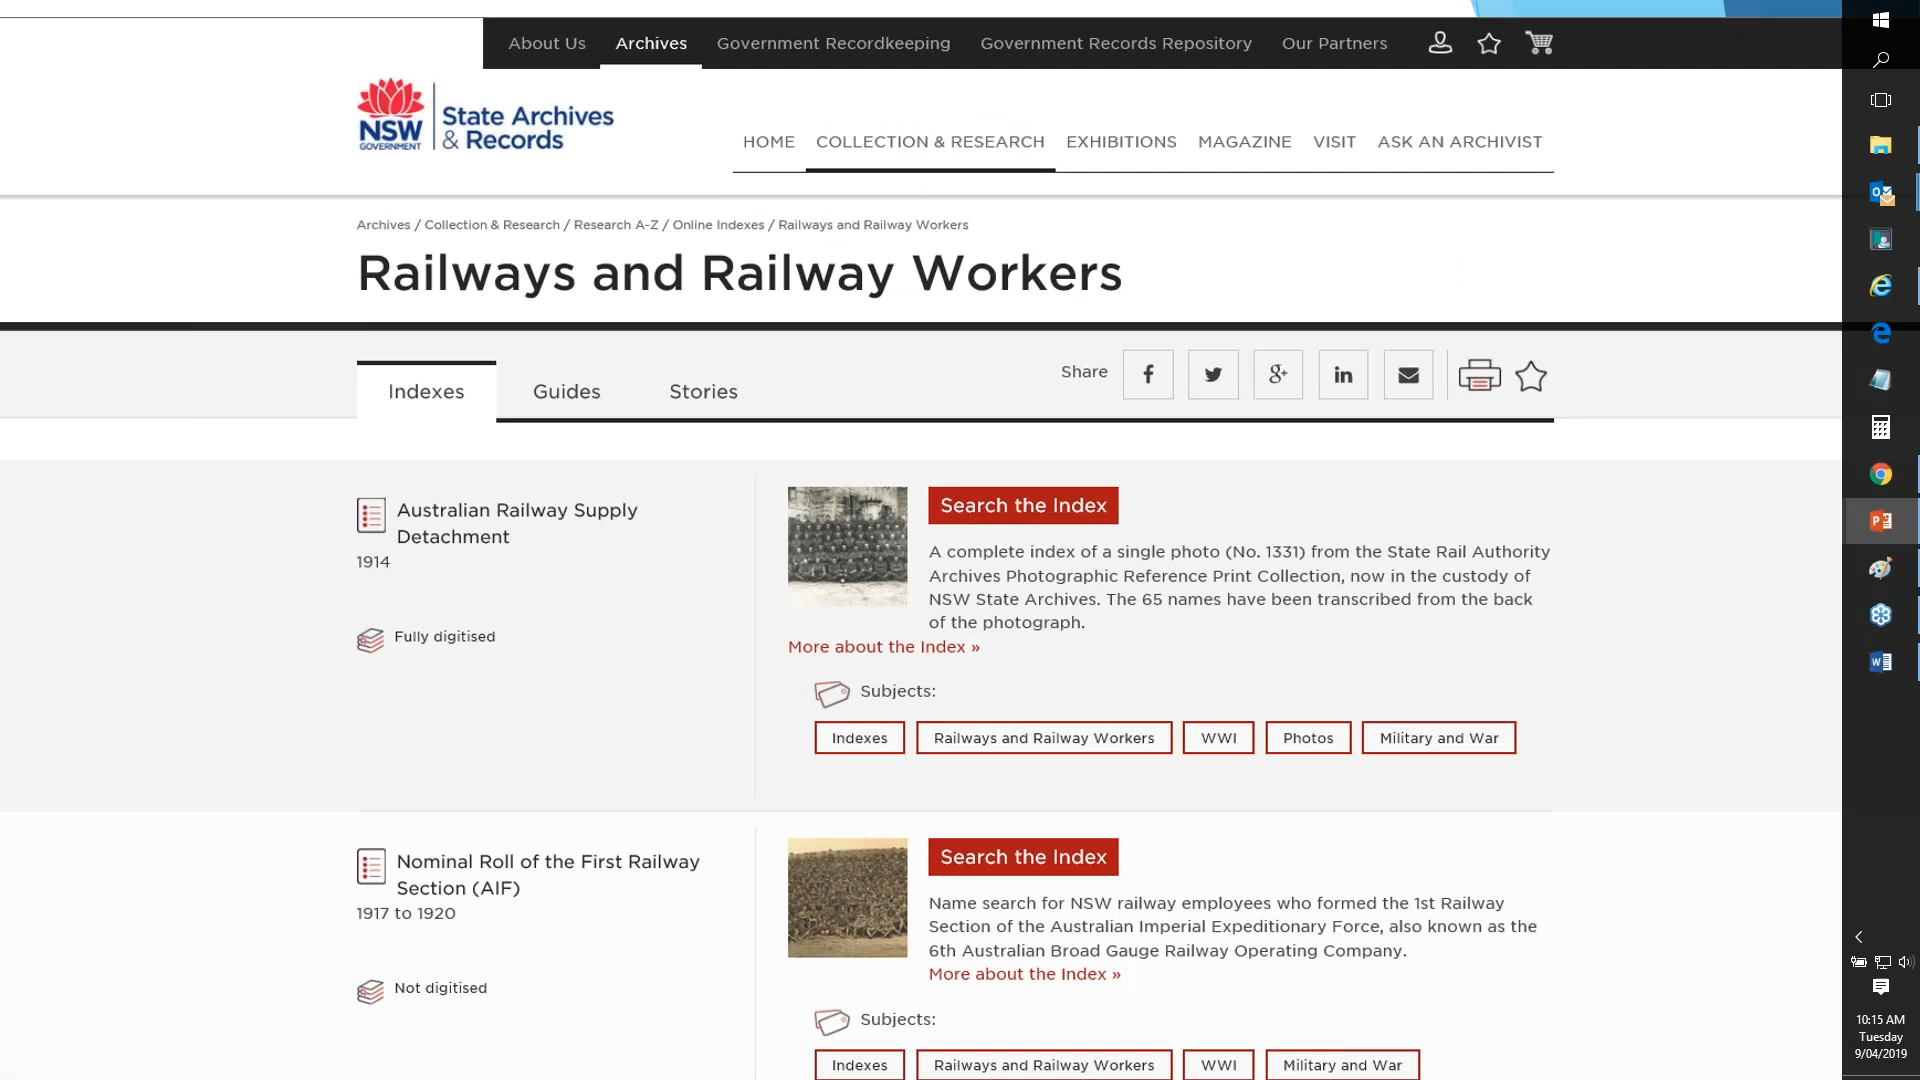 About Us Archives Government Recordkeeping Government Records Repository Our Partners
NSW
GOVERNMENT
State Archives
& Records
HOME COLLECTION & RESEARCH EXHIBITIONS MAGAZINE VISIT ASK AN ARCHIVIST
Archives / Collection & Research / Research A-Z / Online Indexes / Railways and Railway Workers
Railways and Railway Workers
Indexes Guides Stories
Share
Australian Railway Supply
Detachment
1914
Fully digitised
Search the Index
A complete index of a single photo (No. 1331) from the State Rail Authority
Archives Photographic Reference Print Collection, now in the custody of
NSW State Archives. The 65 names have been transcribed from the back
of the photograph.
More about the Index »
Subjects:
Indexes Railways and Railway Workers WWI Photos Military and War
Nominal Roll of the First Railway
Section (AIF)
1917 to 1920
Not digitised
Search the Index
Name search for NSW railway employees who formed the 1st Railway
Section of the Australian Imperial Expeditionary Force, also known as the
6th Australian Broad Gauge Railway Operating Company.
More about the Index »
Subjects:
Indexes Railways and Railway Workers WWI Military and War
10:15 AM
Tuesday
9/04/2019